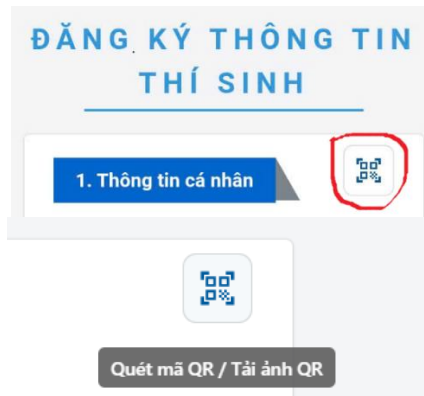 ĐĂNG KÝ THÔNG TIN
THÍ SINH
1. Thông tin cá nhân
Quét mã QR / Tải ảnh QR